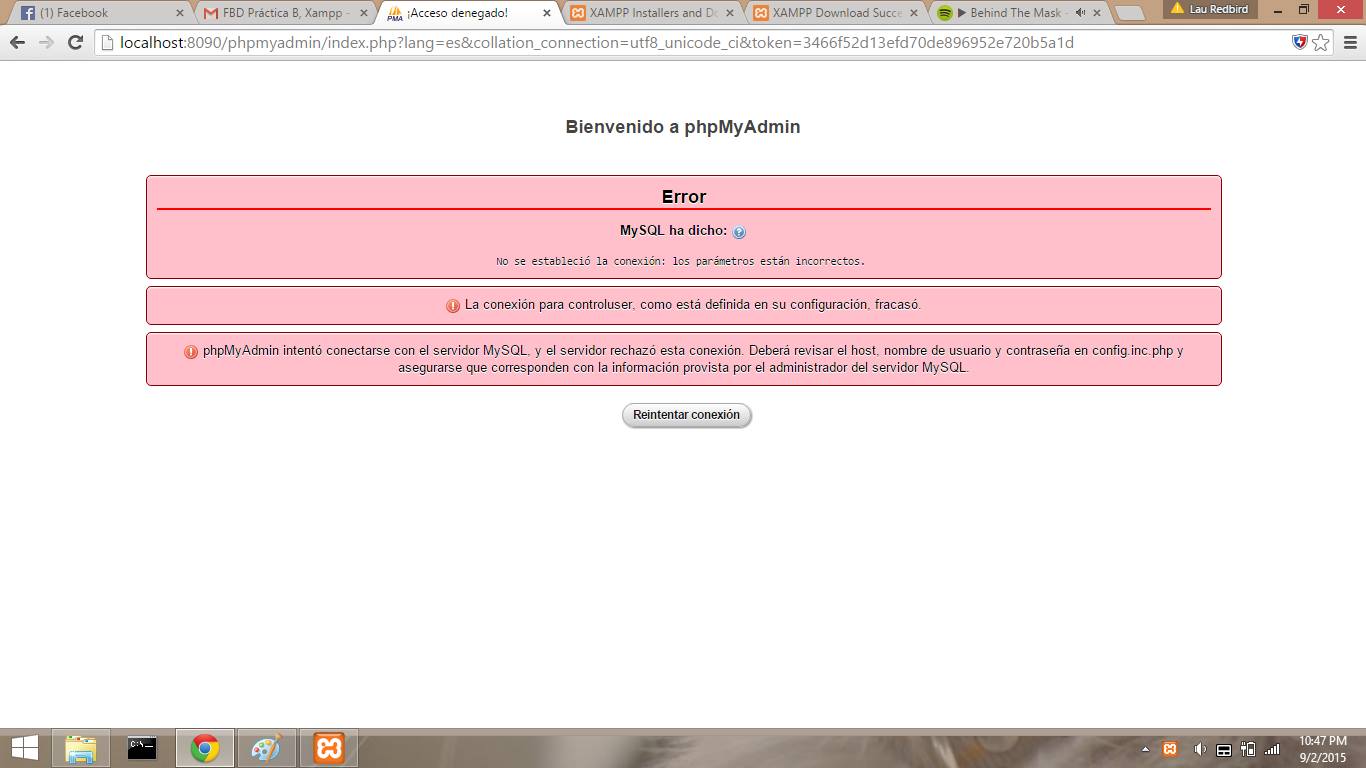 (1) Facebook
FBD Práctica B, Xampp -
¡Acceso denegado!
XAMPP Installers and Do
XAMPP Download Succe
Behind The Mask -
Lau Redbird
localhost:8090/phpmyadmin/index.php?lang=es&collation_connection=utf8_unicode_ci&token=3466f52d13efd70de896952e720b5a1d
Bienvenido a phpMyAdmin
Error
MySQL ha dicho:
No se estableció la conexión: los parámetros están incorrectos.
La conexión para controluser, como está definida en su configuración, fracasó.
phpMyAdmin intentó conectarse con el servidor MySQL, y el servidor rechazó esta conexión. Deberá revisar el host, nombre de usuario y contraseña en config.inc.php y
asegurarse que corresponden con la información provista por el administrador del servidor MySQL.
Reintentar conexión
C:\
10:47 PM
9/2/2015